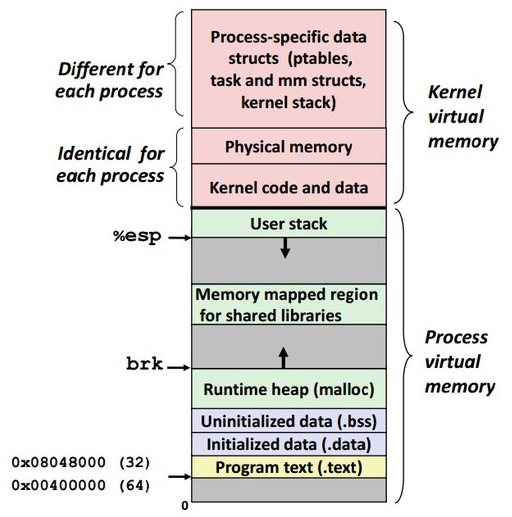 Process-specific data
structs (ptables,
task and mm structs,
kernel stack)
Different for
each process
Kernel
virtual
memory
Physical memory
Identical for
each process
Kernel code and data
User stack
%esp
Memory mapped region
for shared libraries
Process
virtual
memory
brk
Runtime heap (malloc)
Uninitialized data (.bss)
Initialized data (.data)
Program text (.text)
0x08048000 (32)
0x00400000 (64)
0